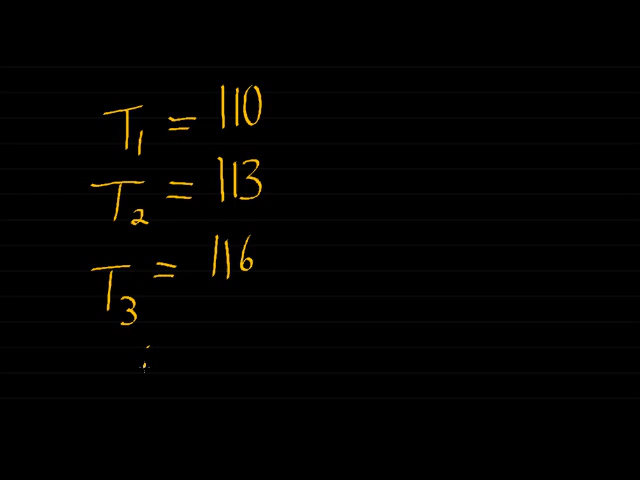 T₁ = 110
T₂ = 113
T₃ = 116
: